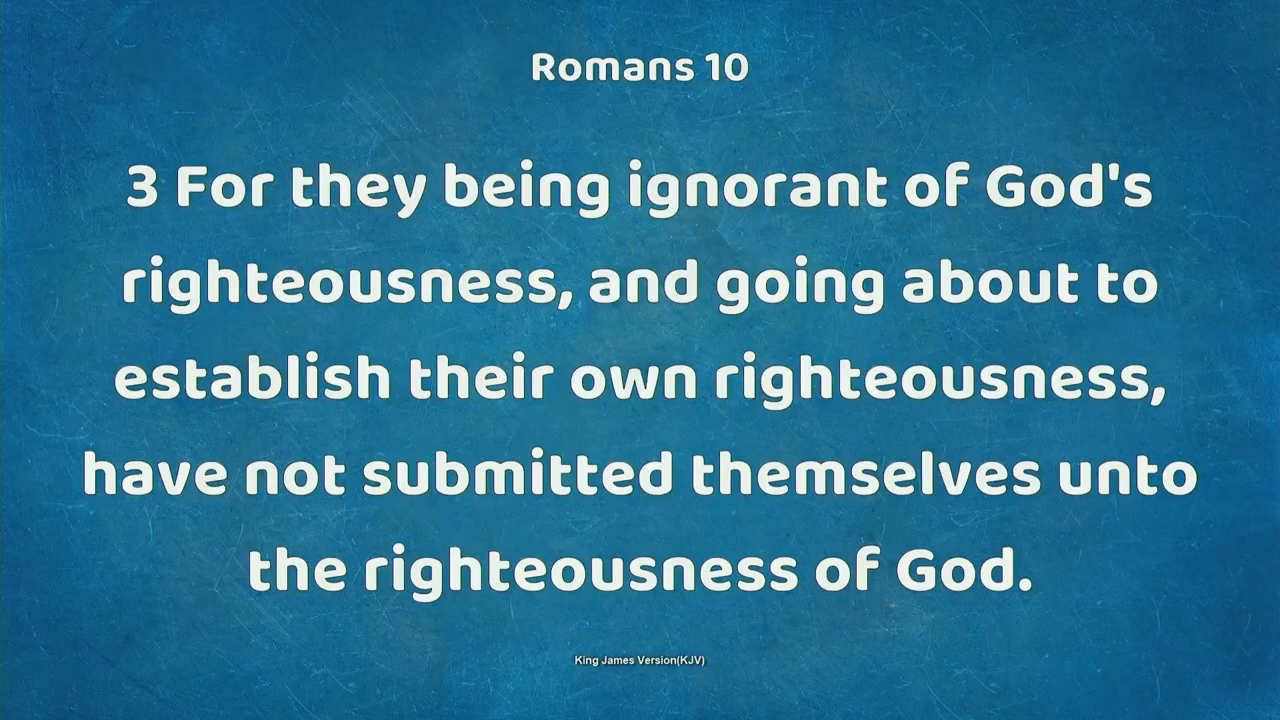 Romans 10
3 For they being ignorant of God's
righteousness, and going about to
establish their own righteousness,
have not submitted themselves unto
the righteousness of God.
King James Version(KJV)